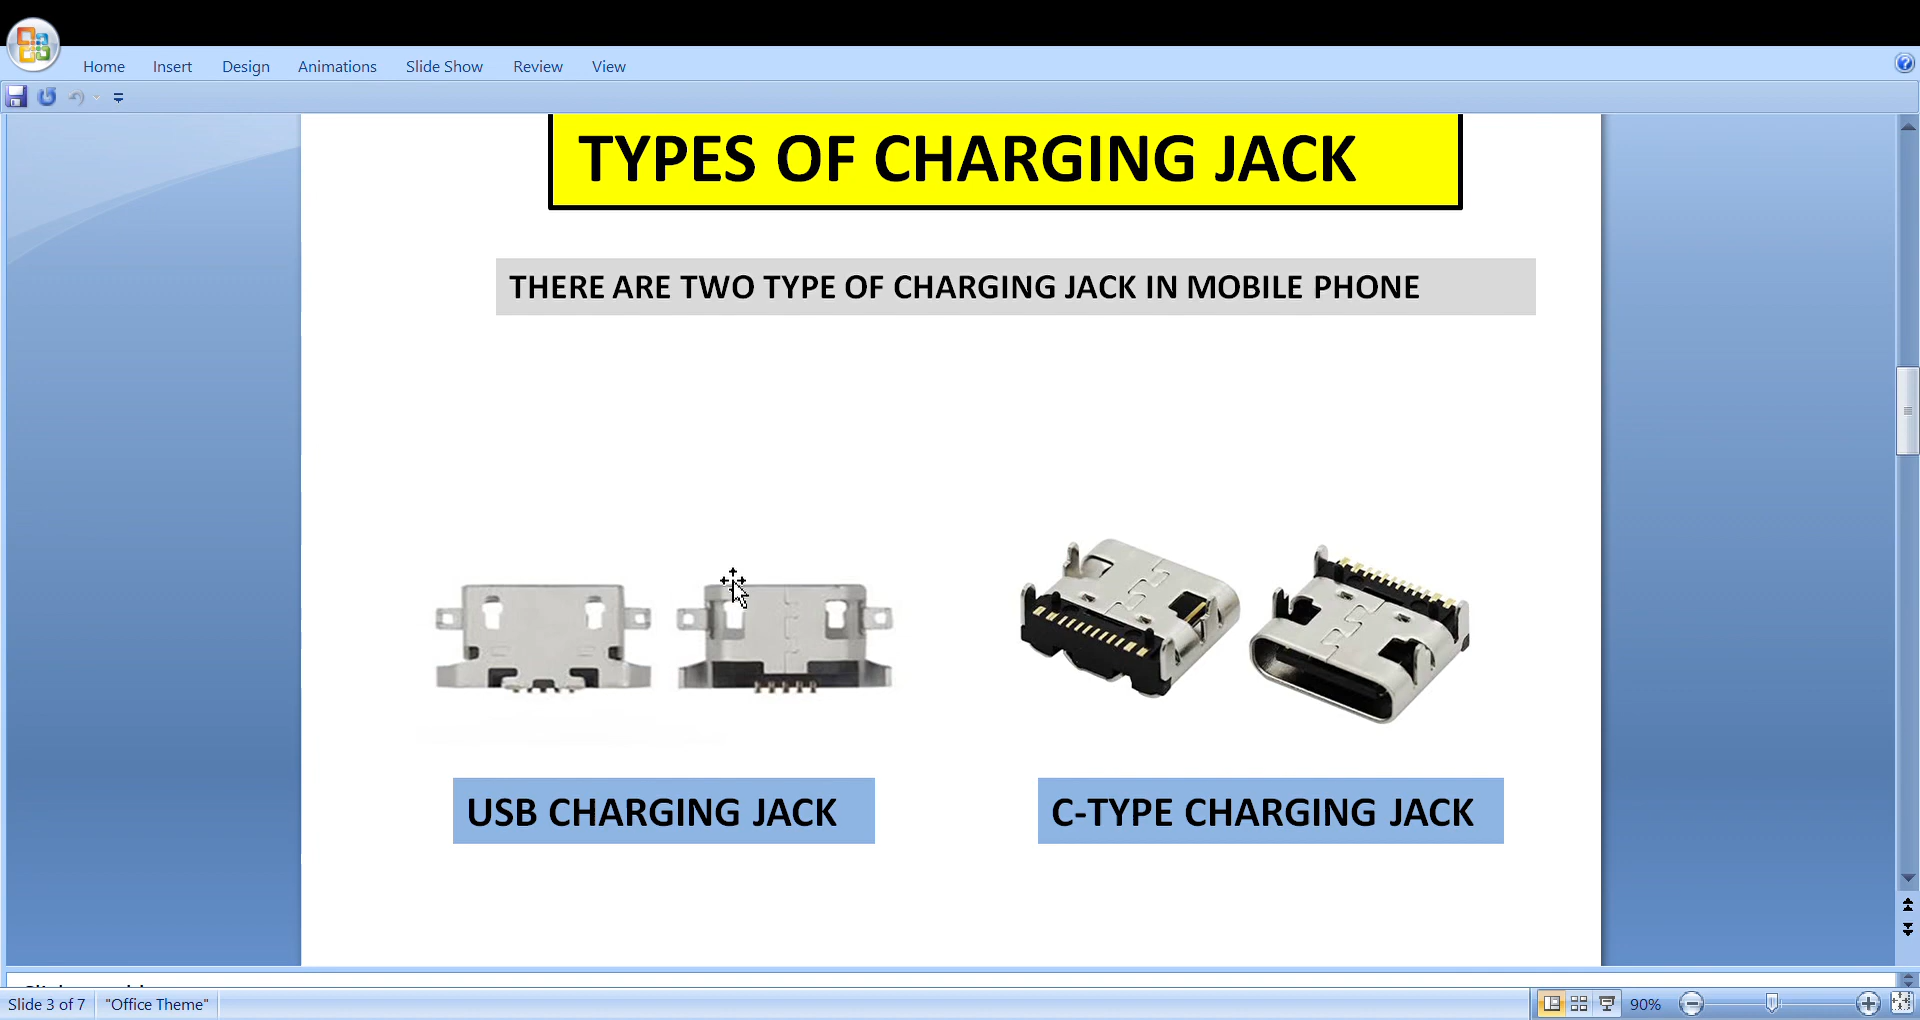 Home Insert Design Animations Slide Show Review View
TYPES OF CHARGING JACK
THERE ARE TWO TYPE OF CHARGING JACK IN MOBILE PHONE
USB CHARGING JACK
C-TYPE CHARGING JACK
Slide 3 of 7 "Office Theme" 90%